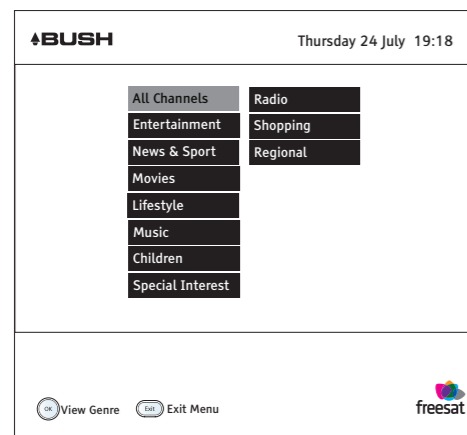 BUSH
Thursday 24 July 19:18
All Channels
Radio
Entertainment
Shopping
News & Sport
Regional
Movies
Lifestyle
Music
Children
Special Interest
OK View Genre
Exit Exit Menu
freesat